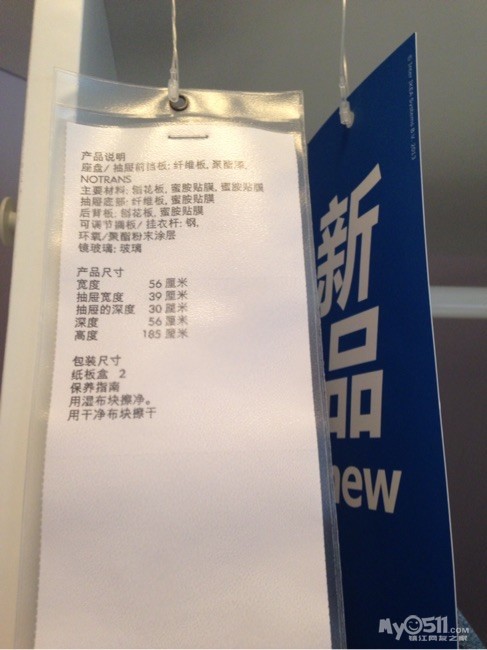 产品说明
座盘/抽屉前挡板: 纤维板, 聚酯漆,
NOTRANS
主要材料: 刨花板, 蜜胺贴膜, 蜜胺贴膜
抽屉底部: 纤维板, 蜜胺贴膜
后背板: 刨花板, 蜜胺贴膜
可调节搁板/挂衣杆: 钢,
环氧/聚酯粉末涂层
镜玻璃: 玻璃
产品尺寸
宽度 56 厘米
抽屉宽度 39 厘米
抽屉的深度 30 厘米
深度 56 厘米
高度 185 厘米
包装尺寸
纸板盒 2
保养指南
用湿布块擦净。
用干净布块擦干
新品
new
© Inter IKEA Systems B.V. 2013
My0511.COM
镇江网友之家